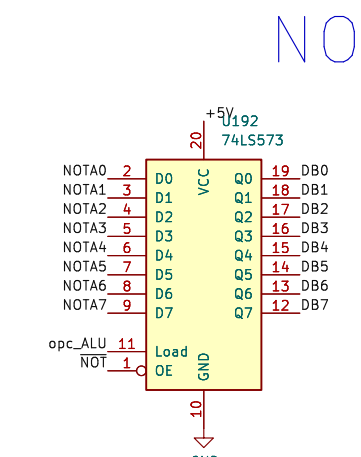 NO
+5V
U192
74LS573
20
VCC
NOTA0 2 D0 Q0 19 DB0
NOTA1 3 D1 Q1 18 DB1
NOTA2 4 D2 Q2 17 DB2
NOTA3 5 D3 Q3 16 DB3
NOTA4 6 D4 Q4 15 DB4
NOTA5 7 D5 Q5 14 DB5
NOTA6 8 D6 Q6 13 DB6
NOTA7 9 D7 Q7 12 DB7
opc_ALU 11 Load
NOT 1 OE
GND
10